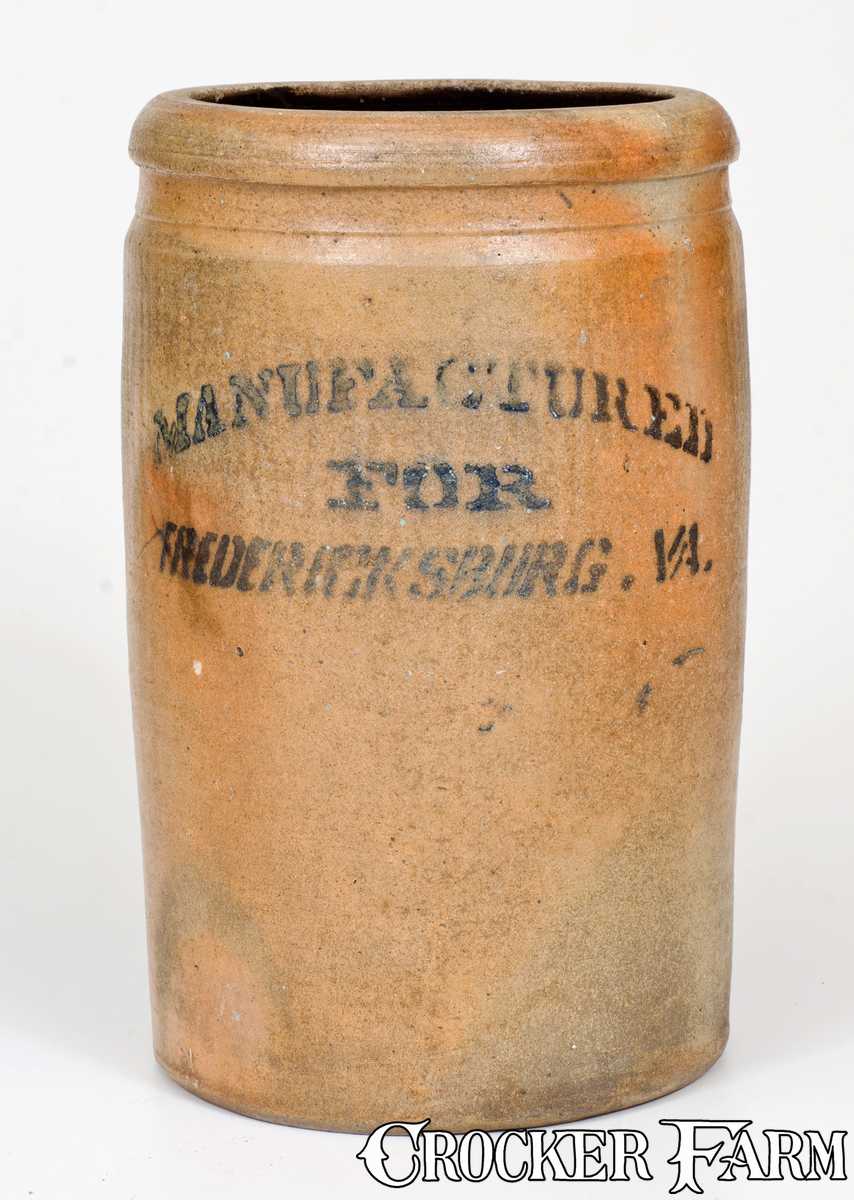 MANUFACTURED
FOR
FREDERICKSBURG. VA.
CROCKER FARM